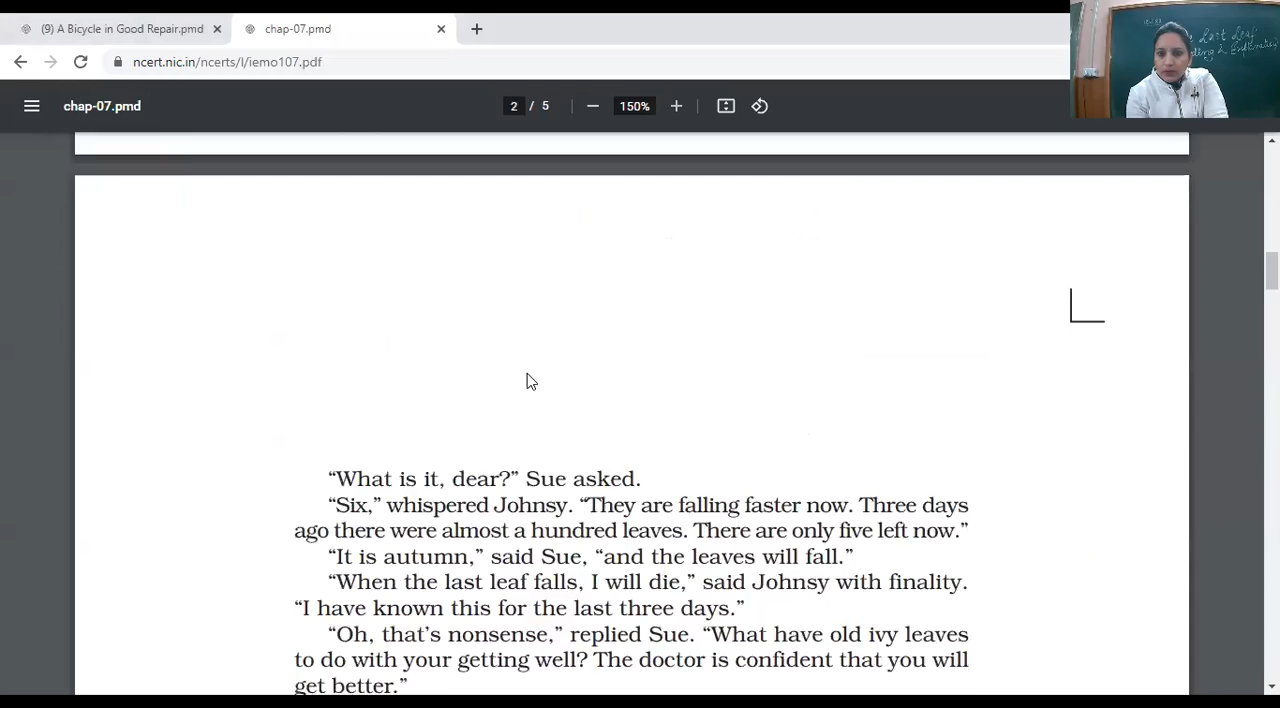 (9) A Bicycle in Good Repair.pmd
chap-07.pmd
ncert.nic.in/ncerts/l/iemo107.pdf
chap-07.pmd
2 / 5
150%
Last Leaf
“What is it, dear?” Sue asked.
“Six,” whispered Johnsy. “They are falling faster now. Three days
ago there were almost a hundred leaves. There are only five left now.”
“It is autumn,” said Sue, “and the leaves will fall.”
“When the last leaf falls, I will die,” said Johnsy with finality.
“I have known this for the last three days.”
“Oh, that’s nonsense,” replied Sue. “What have old ivy leaves
to do with your getting well? The doctor is confident that you will
get better.”